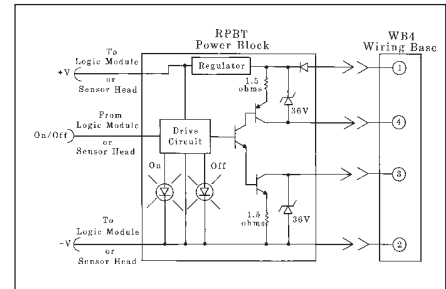 RPBT
Power Block
WB4
Wiring Base
To
Logic Module
or
Sensor Head
+V
Regulator
1.5
ohms
36V
1
From
Logic Module
or
Sensor Head
On/Off
Drive
Circuit
4
On
Off
3
To
Logic Module
or
Sensor Head
-V
1.5
ohms
36V
2